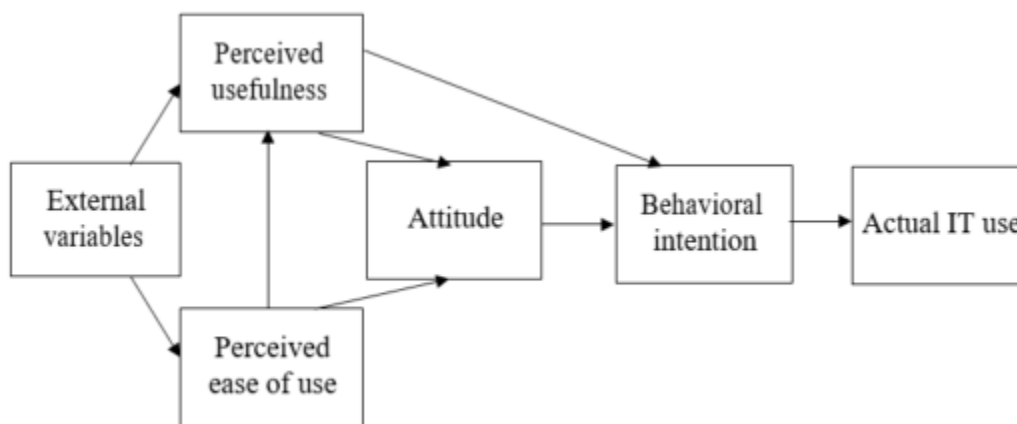 Perceived
usefulness
External
variables
Attitude
Behavioral
intention
Actual IT use
Perceived
ease of use